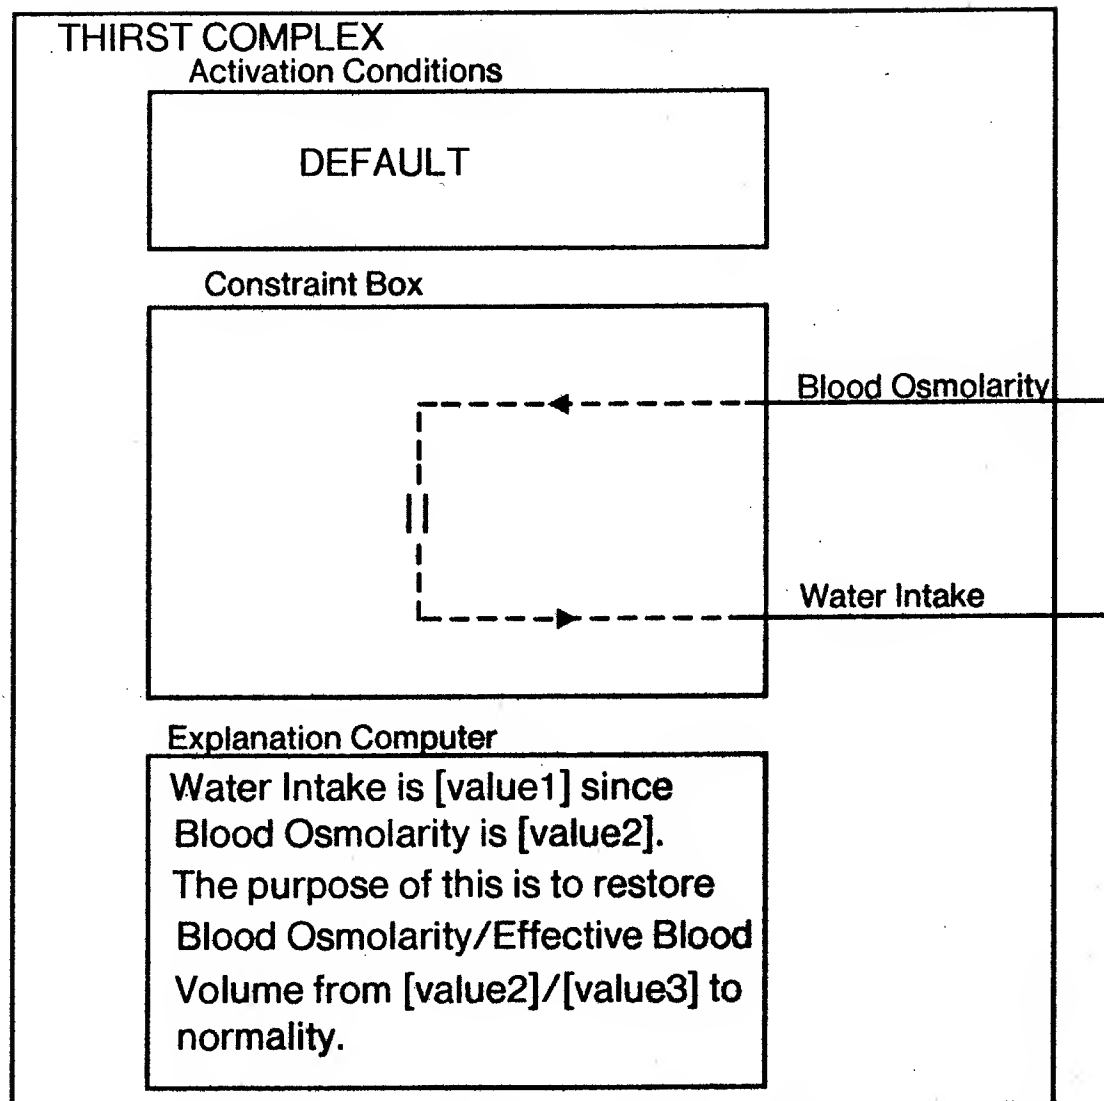 THIRST COMPLEX
Activation Conditions
DEFAULT
Constraint Box
Blood Osmolarity
Water Intake
Explanation Computer
Water Intake is [value1] since
Blood Osmolarity is [value2].
The purpose of this is to restore
Blood Osmolarity/Effective Blood
Volume from [value2]/[value3] to
normality.